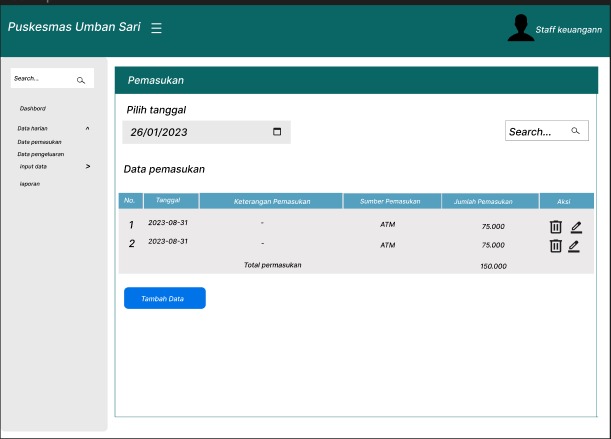 Puskesmas Umban Sari
Staff keuangann
Search...
Dashbord
Data harian ^
Data pemasukan
Data pengeluaran
input data >
laporan
Pemasukan
Pilih tanggal
26/01/2023
Search...
Data pemasukan
No. Tanggal Keterangan Pemasukan Sumber Pemasukan Jumlah Pemasukan Aksi
1 2023-08-31 - ATM 75.000
2 2023-08-31 - ATM 75.000
Total permasukan 150.000
Tambah Data